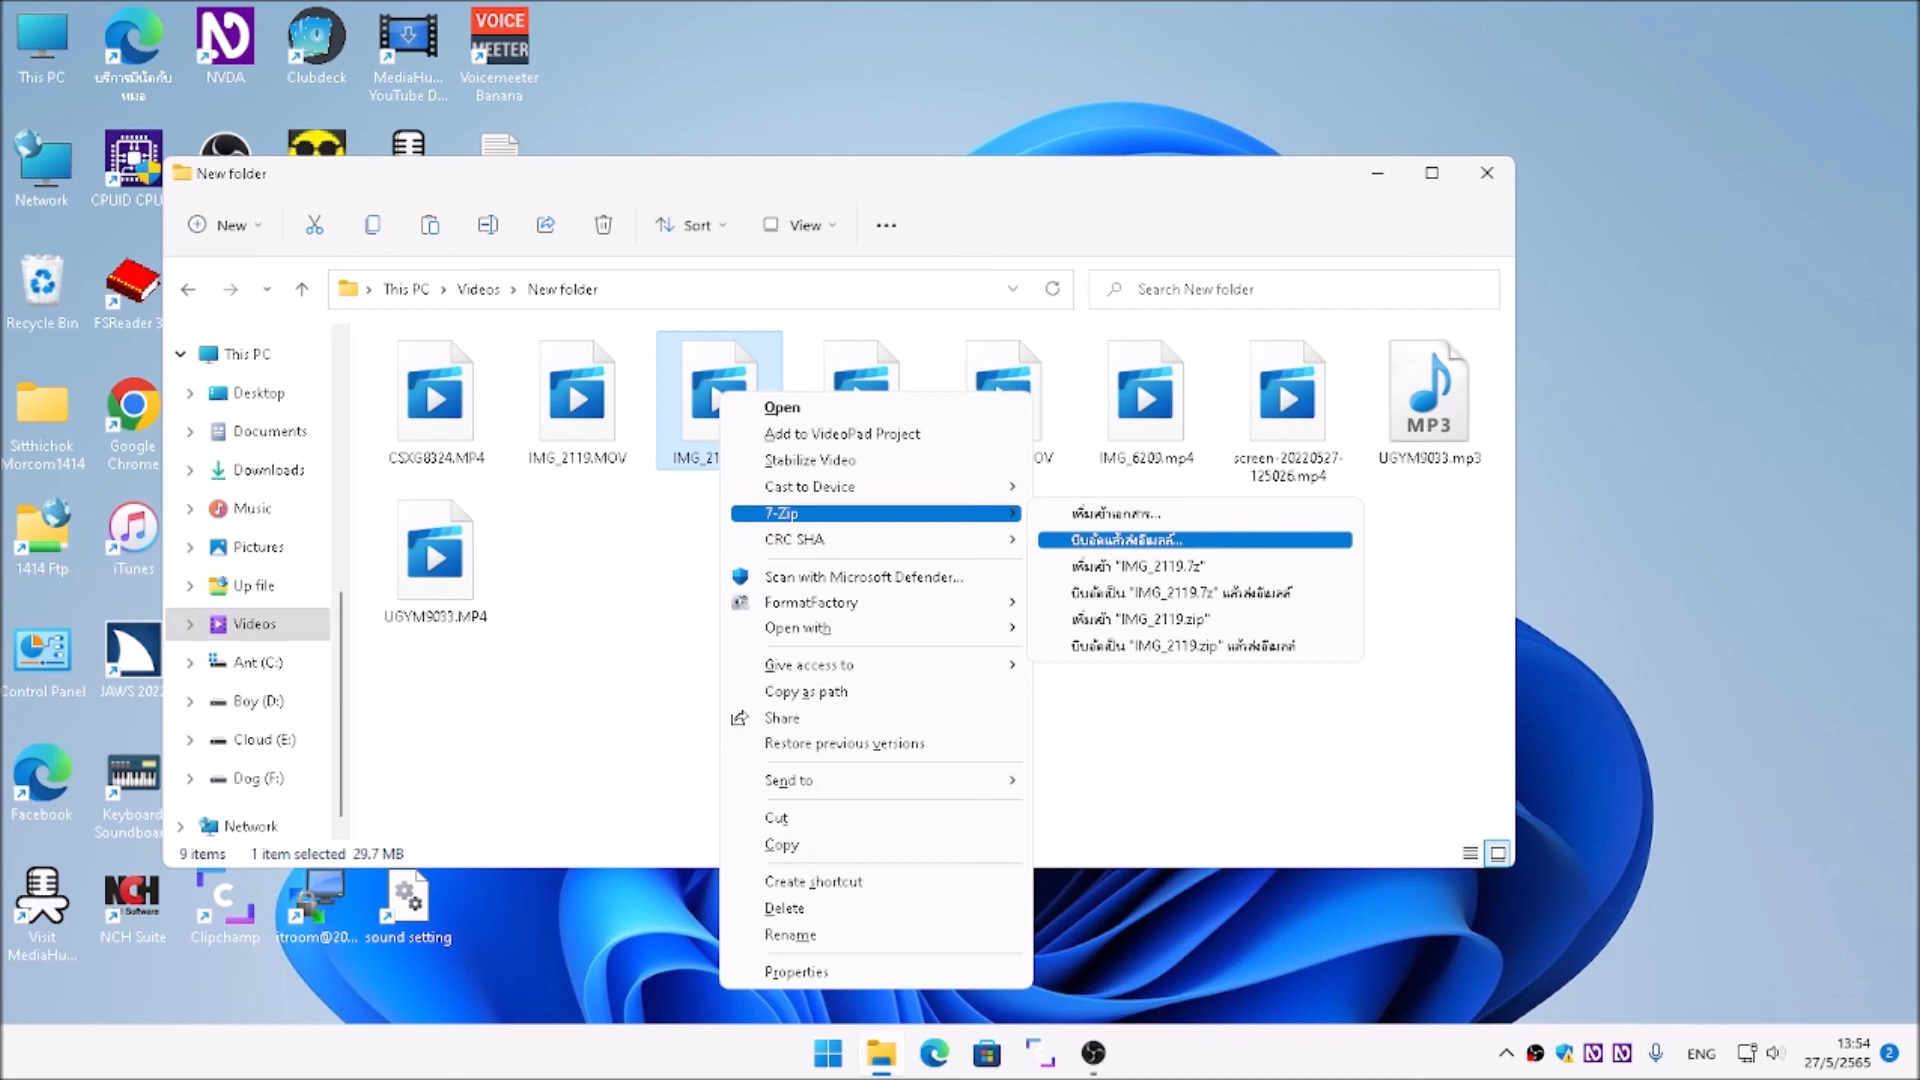 This PC
บริการมินัดกับ
หมอ
NVDA
Clubdeck
MediaHu...
YouTube D...
VOICE
MEETER
Voicemeeter
Banana
Network
CPUID CPU
Recycle Bin
FSReader 3
Sitthichok
Morcom1414
Google
Chrome
1414 Ftp
iTunes
Control Panel
JAWS 2022
Facebook
Keyboard
Soundboar
Visit
MediaHu...
NCH
Software
NCH Suite
Clipchamp
itroom@20...
sound setting
New folder
New
Sort
View
This PC
Videos
New folder
Search New folder
This PC
Desktop
Documents
Downloads
Music
Pictures
Up file
Videos
Ant (C:)
Boy (D:)
Cloud (E:)
Dog (F:)
Network
CSXG8324.MP4
IMG_2119.MOV
IMG_21
OV
IMG_6209.mp4
screen-20220527-
125026.mp4
MP3
UGYM9033.mp3
UGYM9033.MP4
9 items
1 item selected 29.7 MB
Open
Add to VideoPad Project
Stabilize Video
Cast to Device
7-Zip
CRC SHA
Scan with Microsoft Defender...
FormatFactory
Open with
Give access to
Copy as path
Share
Restore previous versions
Send to
Cut
Copy
Create shortcut
Delete
Rename
Properties
เพิ่มเข้าเอกสาร...
บีบอัดแล้วส่งอีเมลล์...
เพิ่มเข้า "IMG_2119.7z"
บีบอัดเป็น "IMG_2119.7z" แล้วส่งอีเมลล์
เพิ่มเข้า "IMG_2119.zip"
บีบอัดเป็น "IMG_2119.zip" แล้วส่งอีเมลล์
ENG
13:54
27/5/2565
2